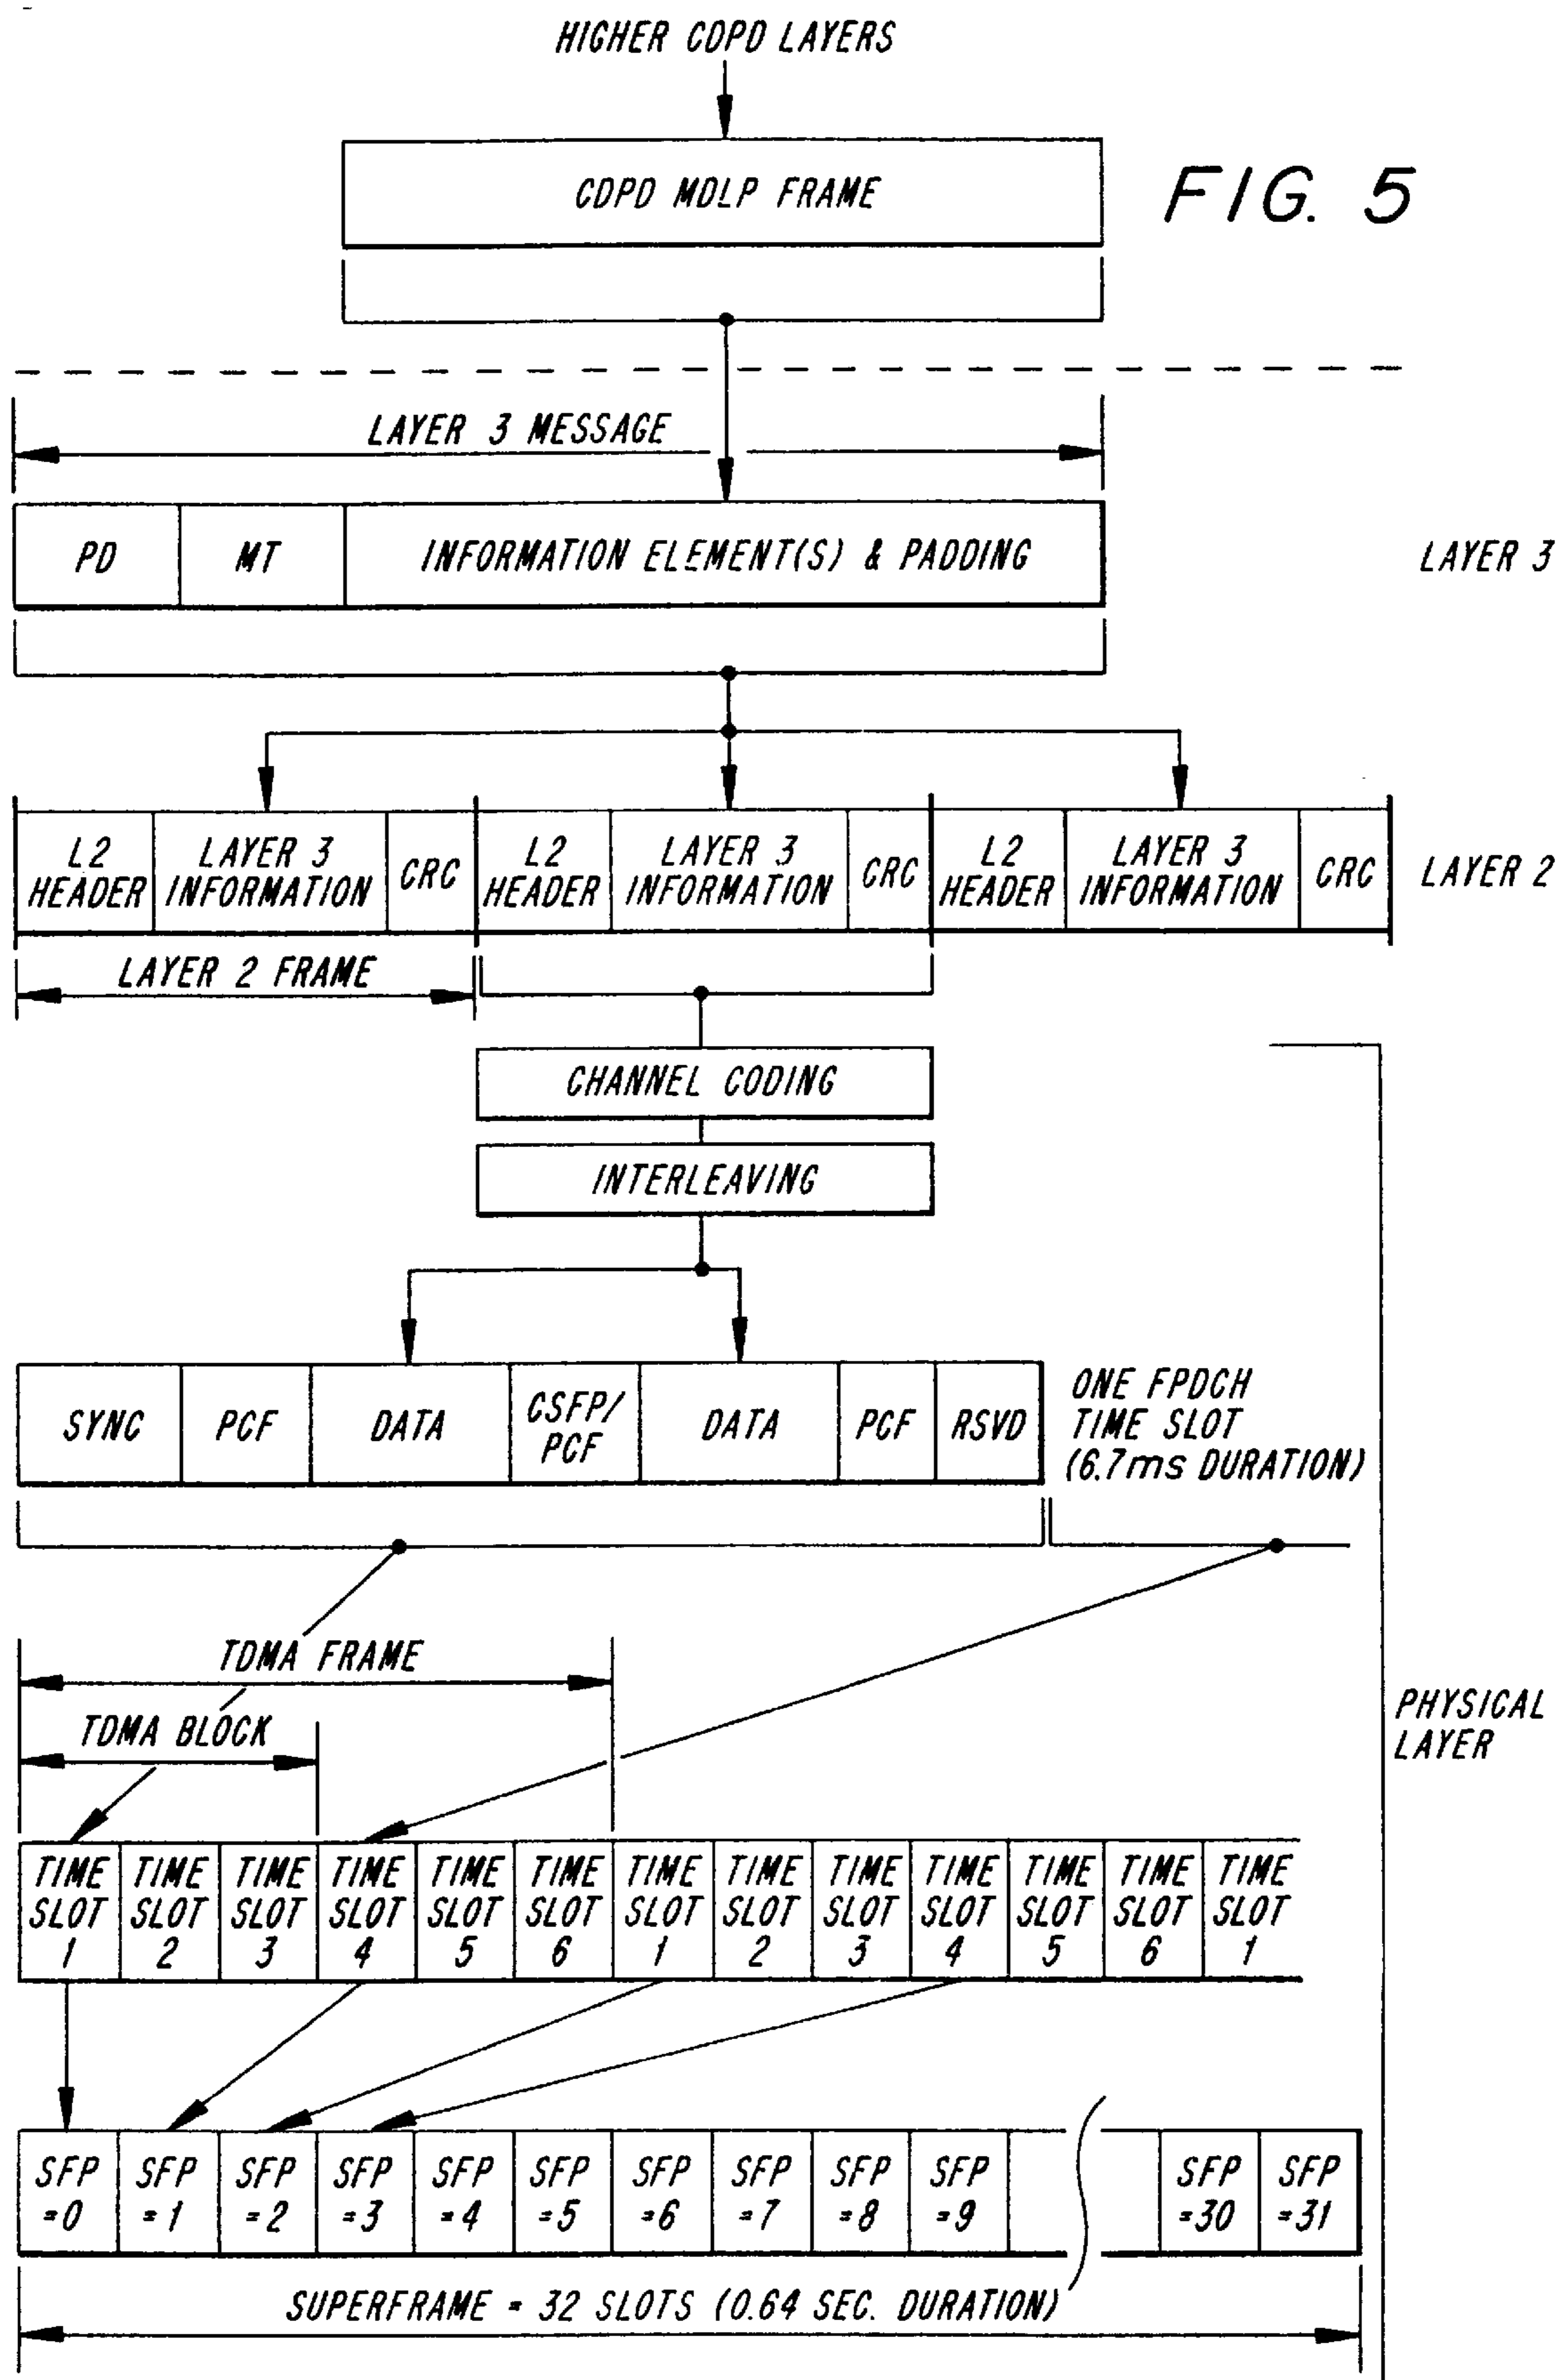 HIGHER CDPD LAYERS
CDPD MDLP FRAME
FIG. 5
LAYER 3 MESSAGE
PD
MT
INFORMATION ELEMENT(S) & PADDING
LAYER 3
L2
HEADER
LAYER 3
INFORMATION
CRC
L2
HEADER
LAYER 3
INFORMATION
CRC
L2
HEADER
LAYER 3
INFORMATION
CRC
LAYER 2
LAYER 2 FRAME
CHANNEL CODING
INTERLEAVING
SYNC
PCF
DATA
CSFP/
PCF
DATA
PCF
RSVD
ONE FPDCH
TIME SLOT
(6.7ms DURATION)
TDMA FRAME
TDMA BLOCK
PHYSICAL
LAYER
TIME
SLOT
1
TIME
SLOT
2
TIME
SLOT
3
TIME
SLOT
4
TIME
SLOT
5
TIME
SLOT
6
TIME
SLOT
1
TIME
SLOT
2
TIME
SLOT
3
TIME
SLOT
4
TIME
SLOT
5
TIME
SLOT
6
TIME
SLOT
1
SFP
=0
SFP
=1
SFP
=2
SFP
=3
SFP
=4
SFP
=5
SFP
=6
SFP
=7
SFP
=8
SFP
=9
SFP
=30
SFP
=31
SUPERFRAME = 32 SLOTS (0.64 SEC. DURATION)